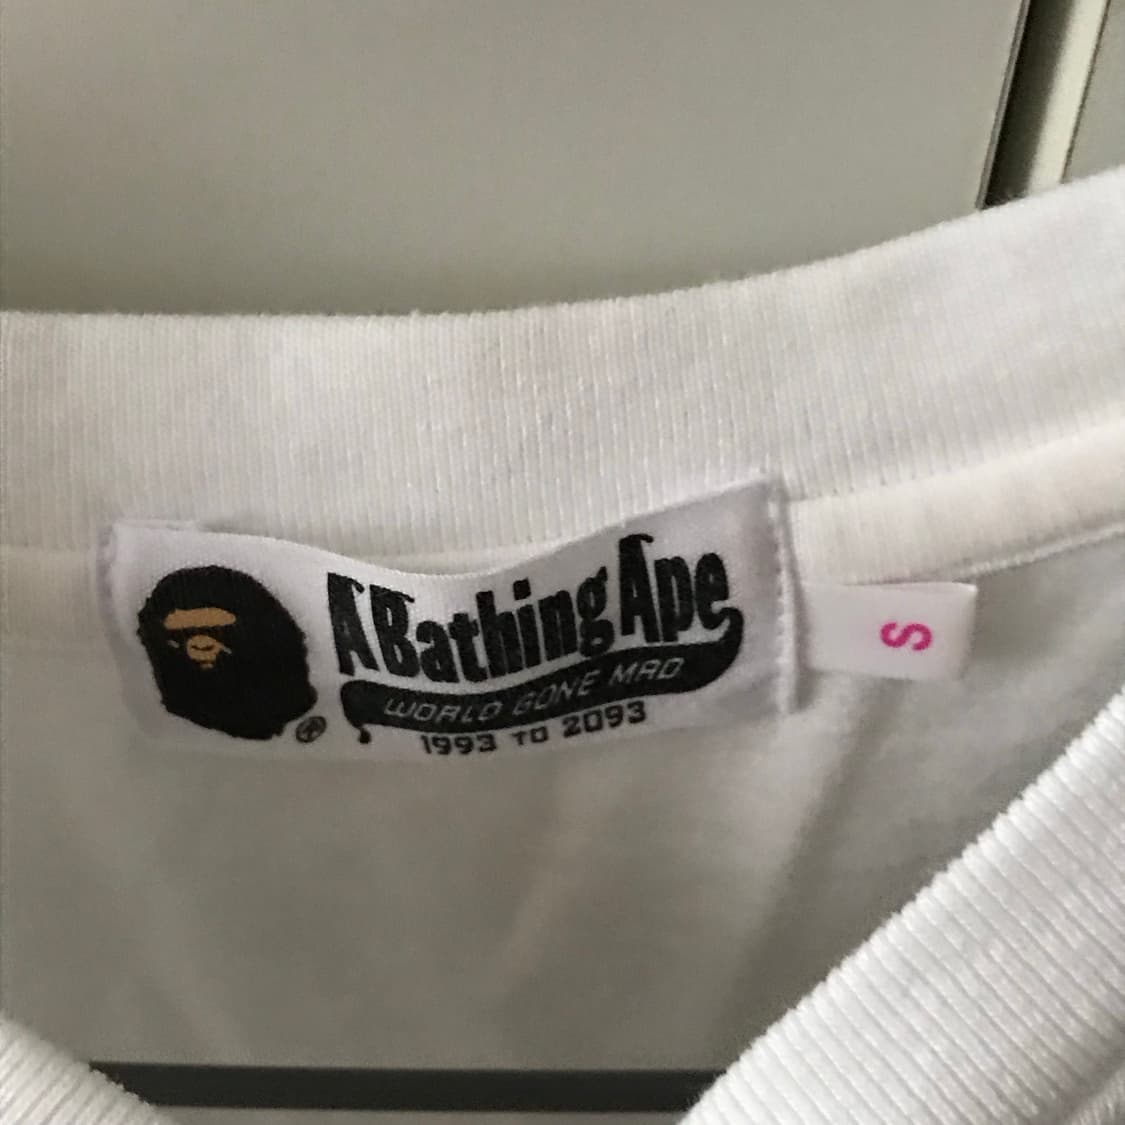 A Bathing Ape
WORLD GONE MAD
1993 TO 2093
S